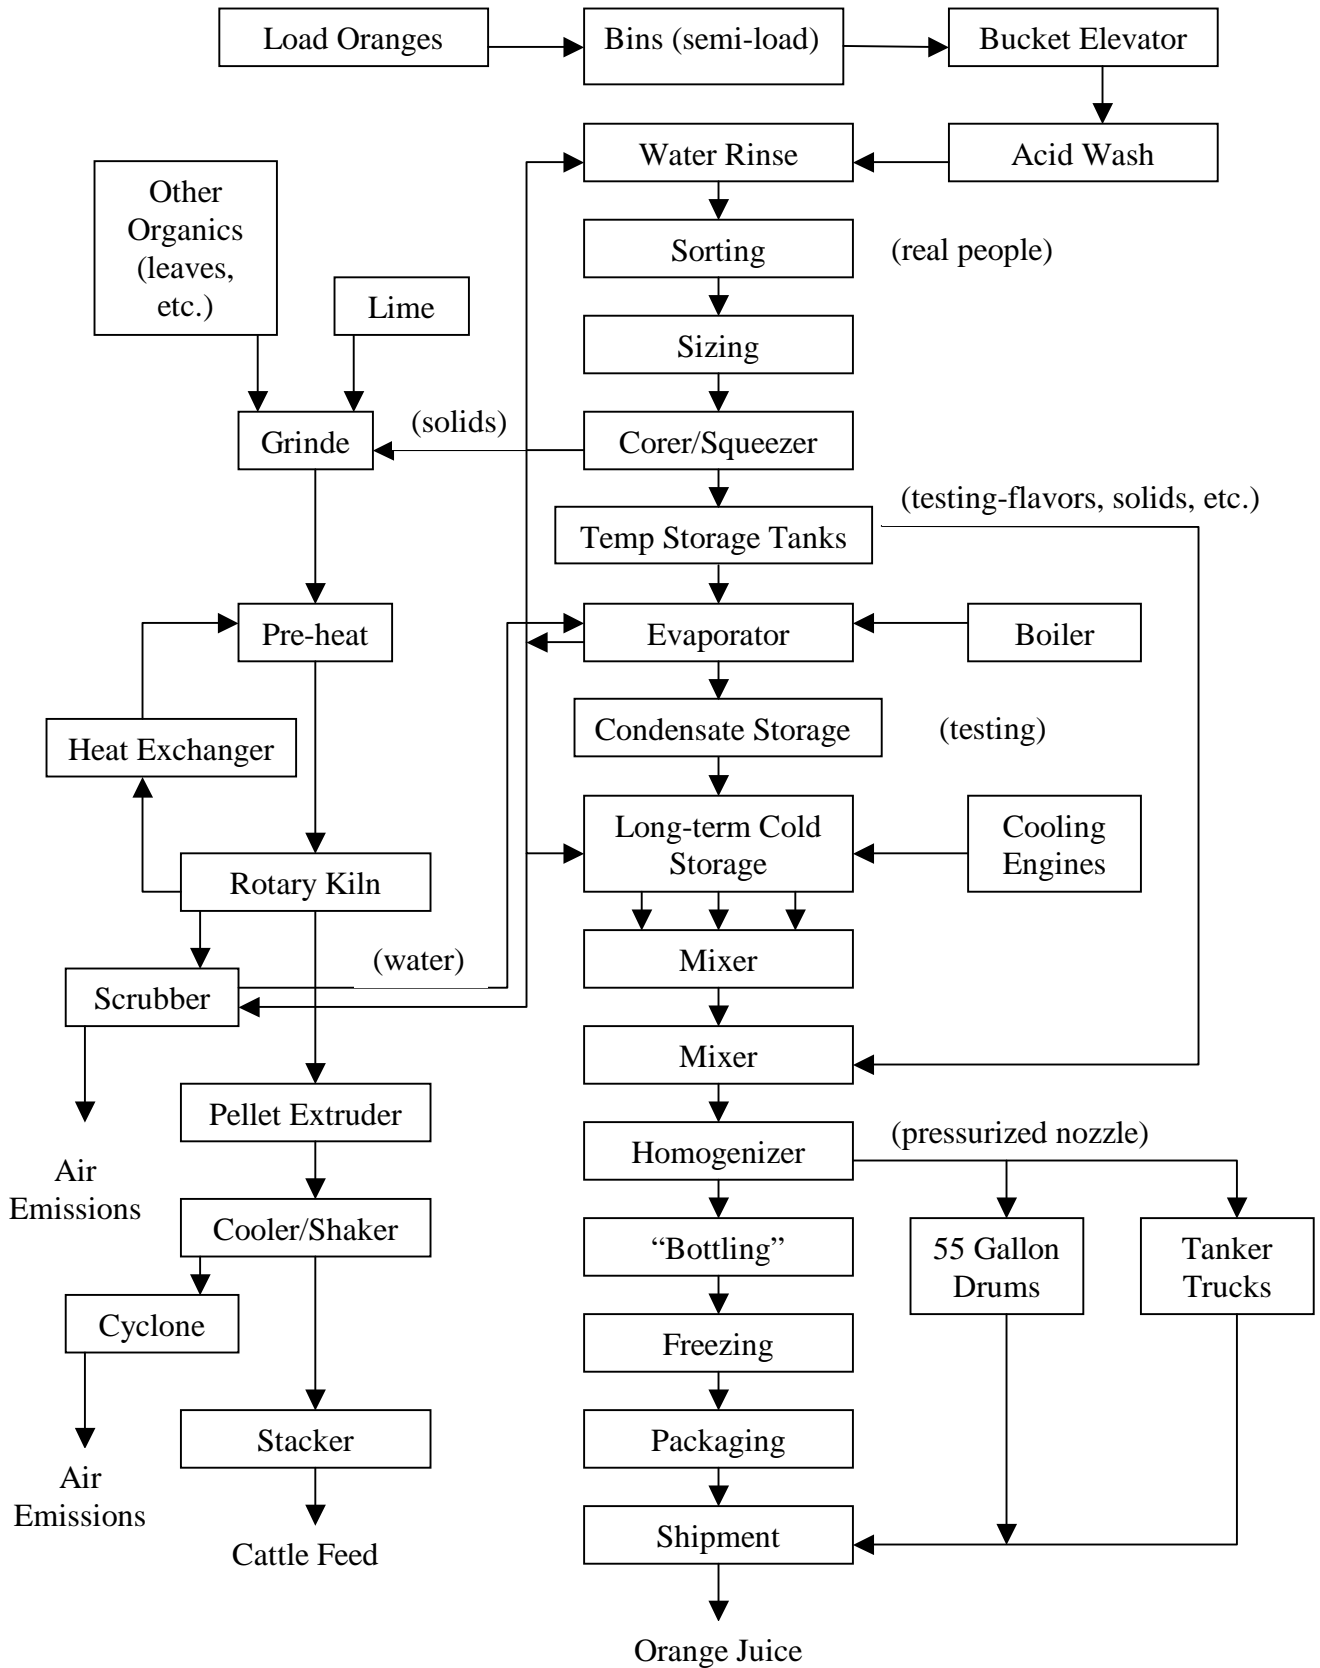 Load Oranges
Bins (semi-load)
Bucket Elevator
Water Rinse
Acid Wash
Other
Organics
(leaves,
etc.)
Lime
Sorting
(real people)
Sizing
Grinde
(solids)
Corer/Squeezer
(testing-flavors, solids, etc.)
Temp Storage Tanks
Pre-heat
Evaporator
Boiler
Heat Exchanger
Condensate Storage
(testing)
Long-term Cold
Storage
Cooling
Engines
Rotary Kiln
(water)
Mixer
Scrubber
Mixer
Pellet Extruder
Homogenizer
(pressurized nozzle)
Air
Emissions
Cooler/Shaker
“Bottling”
55 Gallon
Drums
Tanker
Trucks
Cyclone
Freezing
Stacker
Packaging
Air
Emissions
Cattle Feed
Shipment
Orange Juice